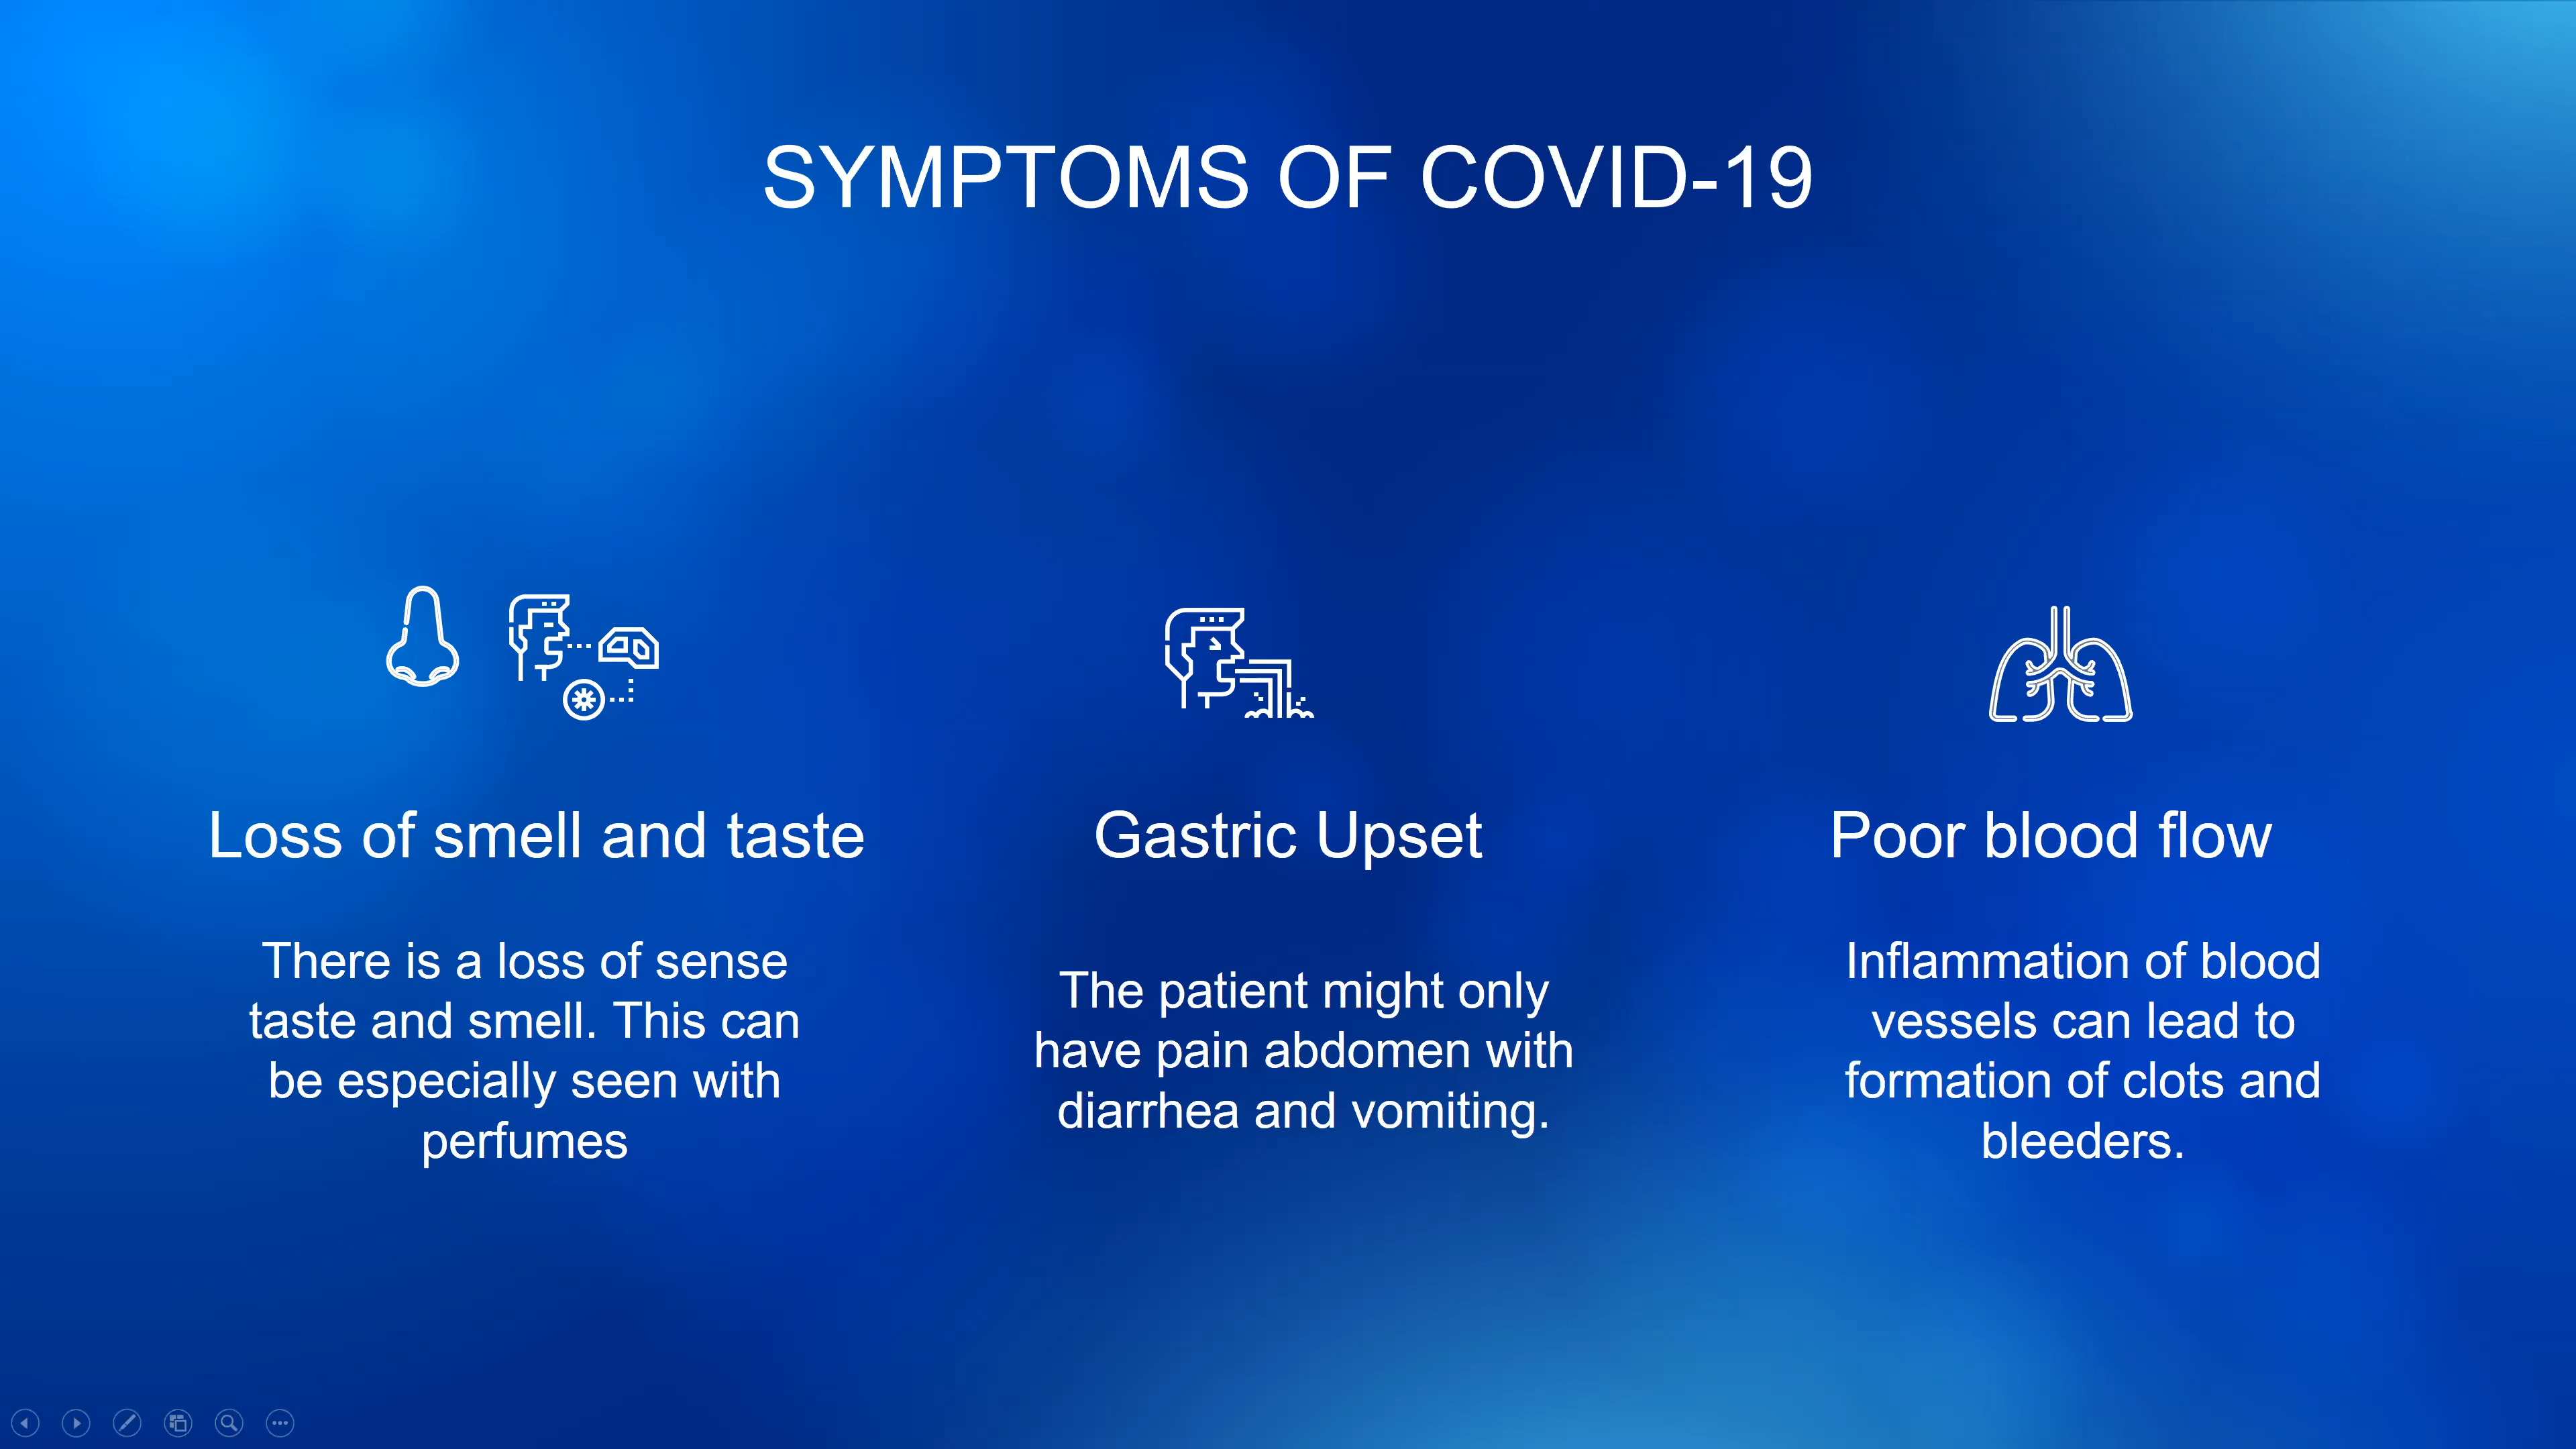 SYMPTOMS OF COVID-19
Loss of smell and taste
There is a loss of sense
taste and smell. This can
be especially seen with
perfumes
Gastric Upset
The patient might only
have pain abdomen with
diarrhea and vomiting.
Poor blood flow
Inflammation of blood
vessels can lead to
formation of clots and
bleeders.